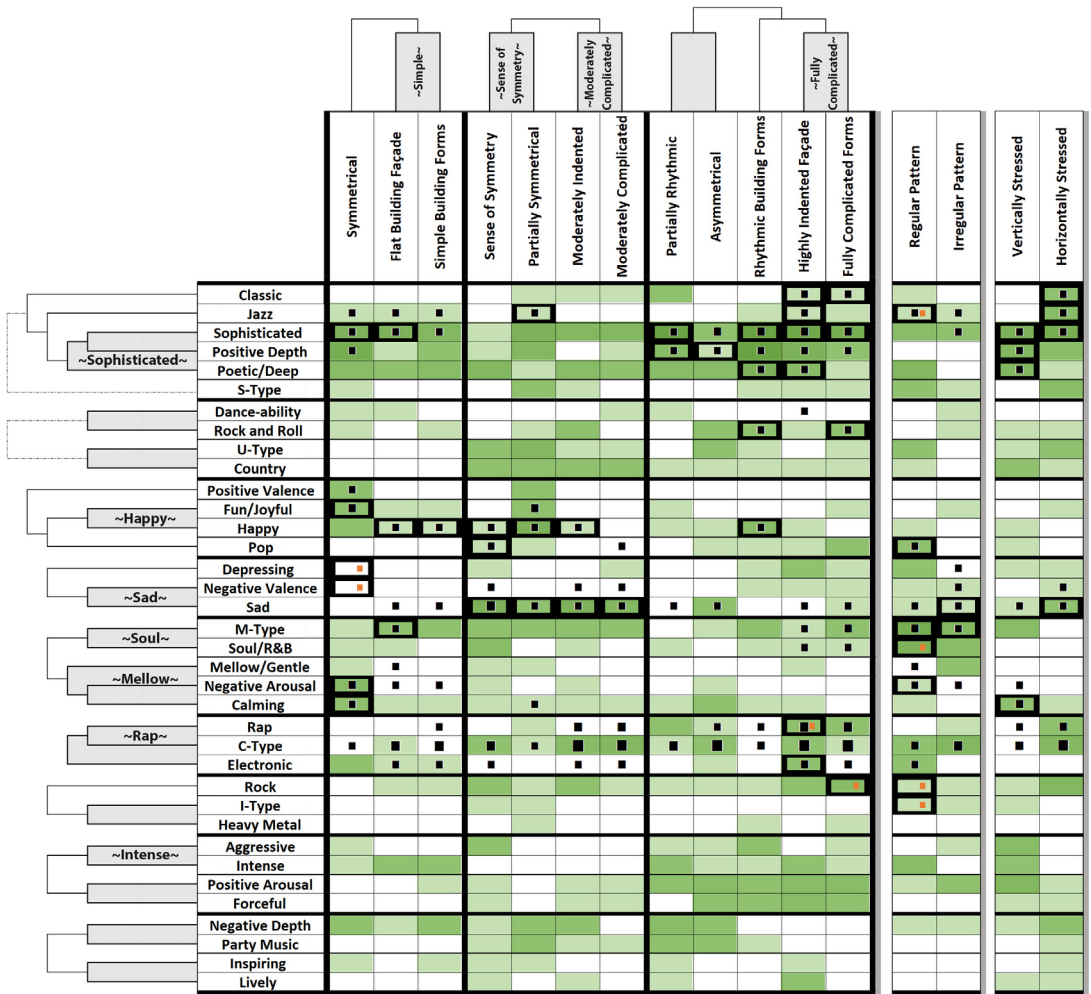 ~Simple~
~Sense of
Symmetry~
~Moderately
Complicated~
~Fully
Complicated~
Symmetrical
Flat Building Façade
Simple Building Forms
Sense of Symmetry
Partially Symmetrical
Moderately Indented
Moderately Complicated
Partially Rhythmic
Asymmetrical
Rhythmic Building Forms
Highly Indented Façade
Fully Complicated Forms
Regular Pattern
Irregular Pattern
Vertically Stressed
Horizontally Stressed
Classic
Jazz
Sophisticated
~Sophisticated~
Positive Depth
Poetic/Deep
S-Type
Dance-ability
Rock and Roll
U-Type
Country
Positive Valence
~Happy~
Fun/Joyful
Happy
Pop
Depressing
~Sad~
Negative Valence
Sad
M-Type
~Soul~
Soul/R&B
Mellow/Gentle
~Mellow~
Negative Arousal
Calming
Rap
~Rap~
C-Type
Electronic
Rock
I-Type
Heavy Metal
~Intense~
Aggressive
Intense
Positive Arousal
Forceful
Negative Depth
Party Music
Inspiring
Lively